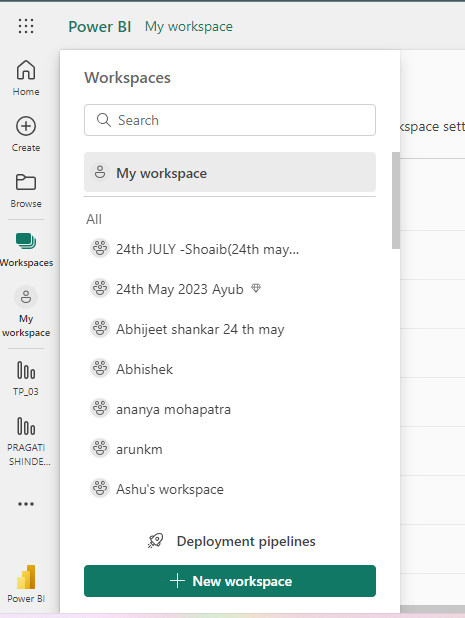 Power BI My workspace
Home
Create
Browse
Workspaces
My
workspace
TP_03
PRAGATI
SHINDE...
Power BI
Workspaces
Search
My workspace
All
24th JULY -Shoaib(24th may...
24th May 2023 Ayub
Abhijeet shankar 24 th may
Abhishek
ananya mohapatra
arunkm
Ashu's workspace
Deployment pipelines
New workspace
kspace sett